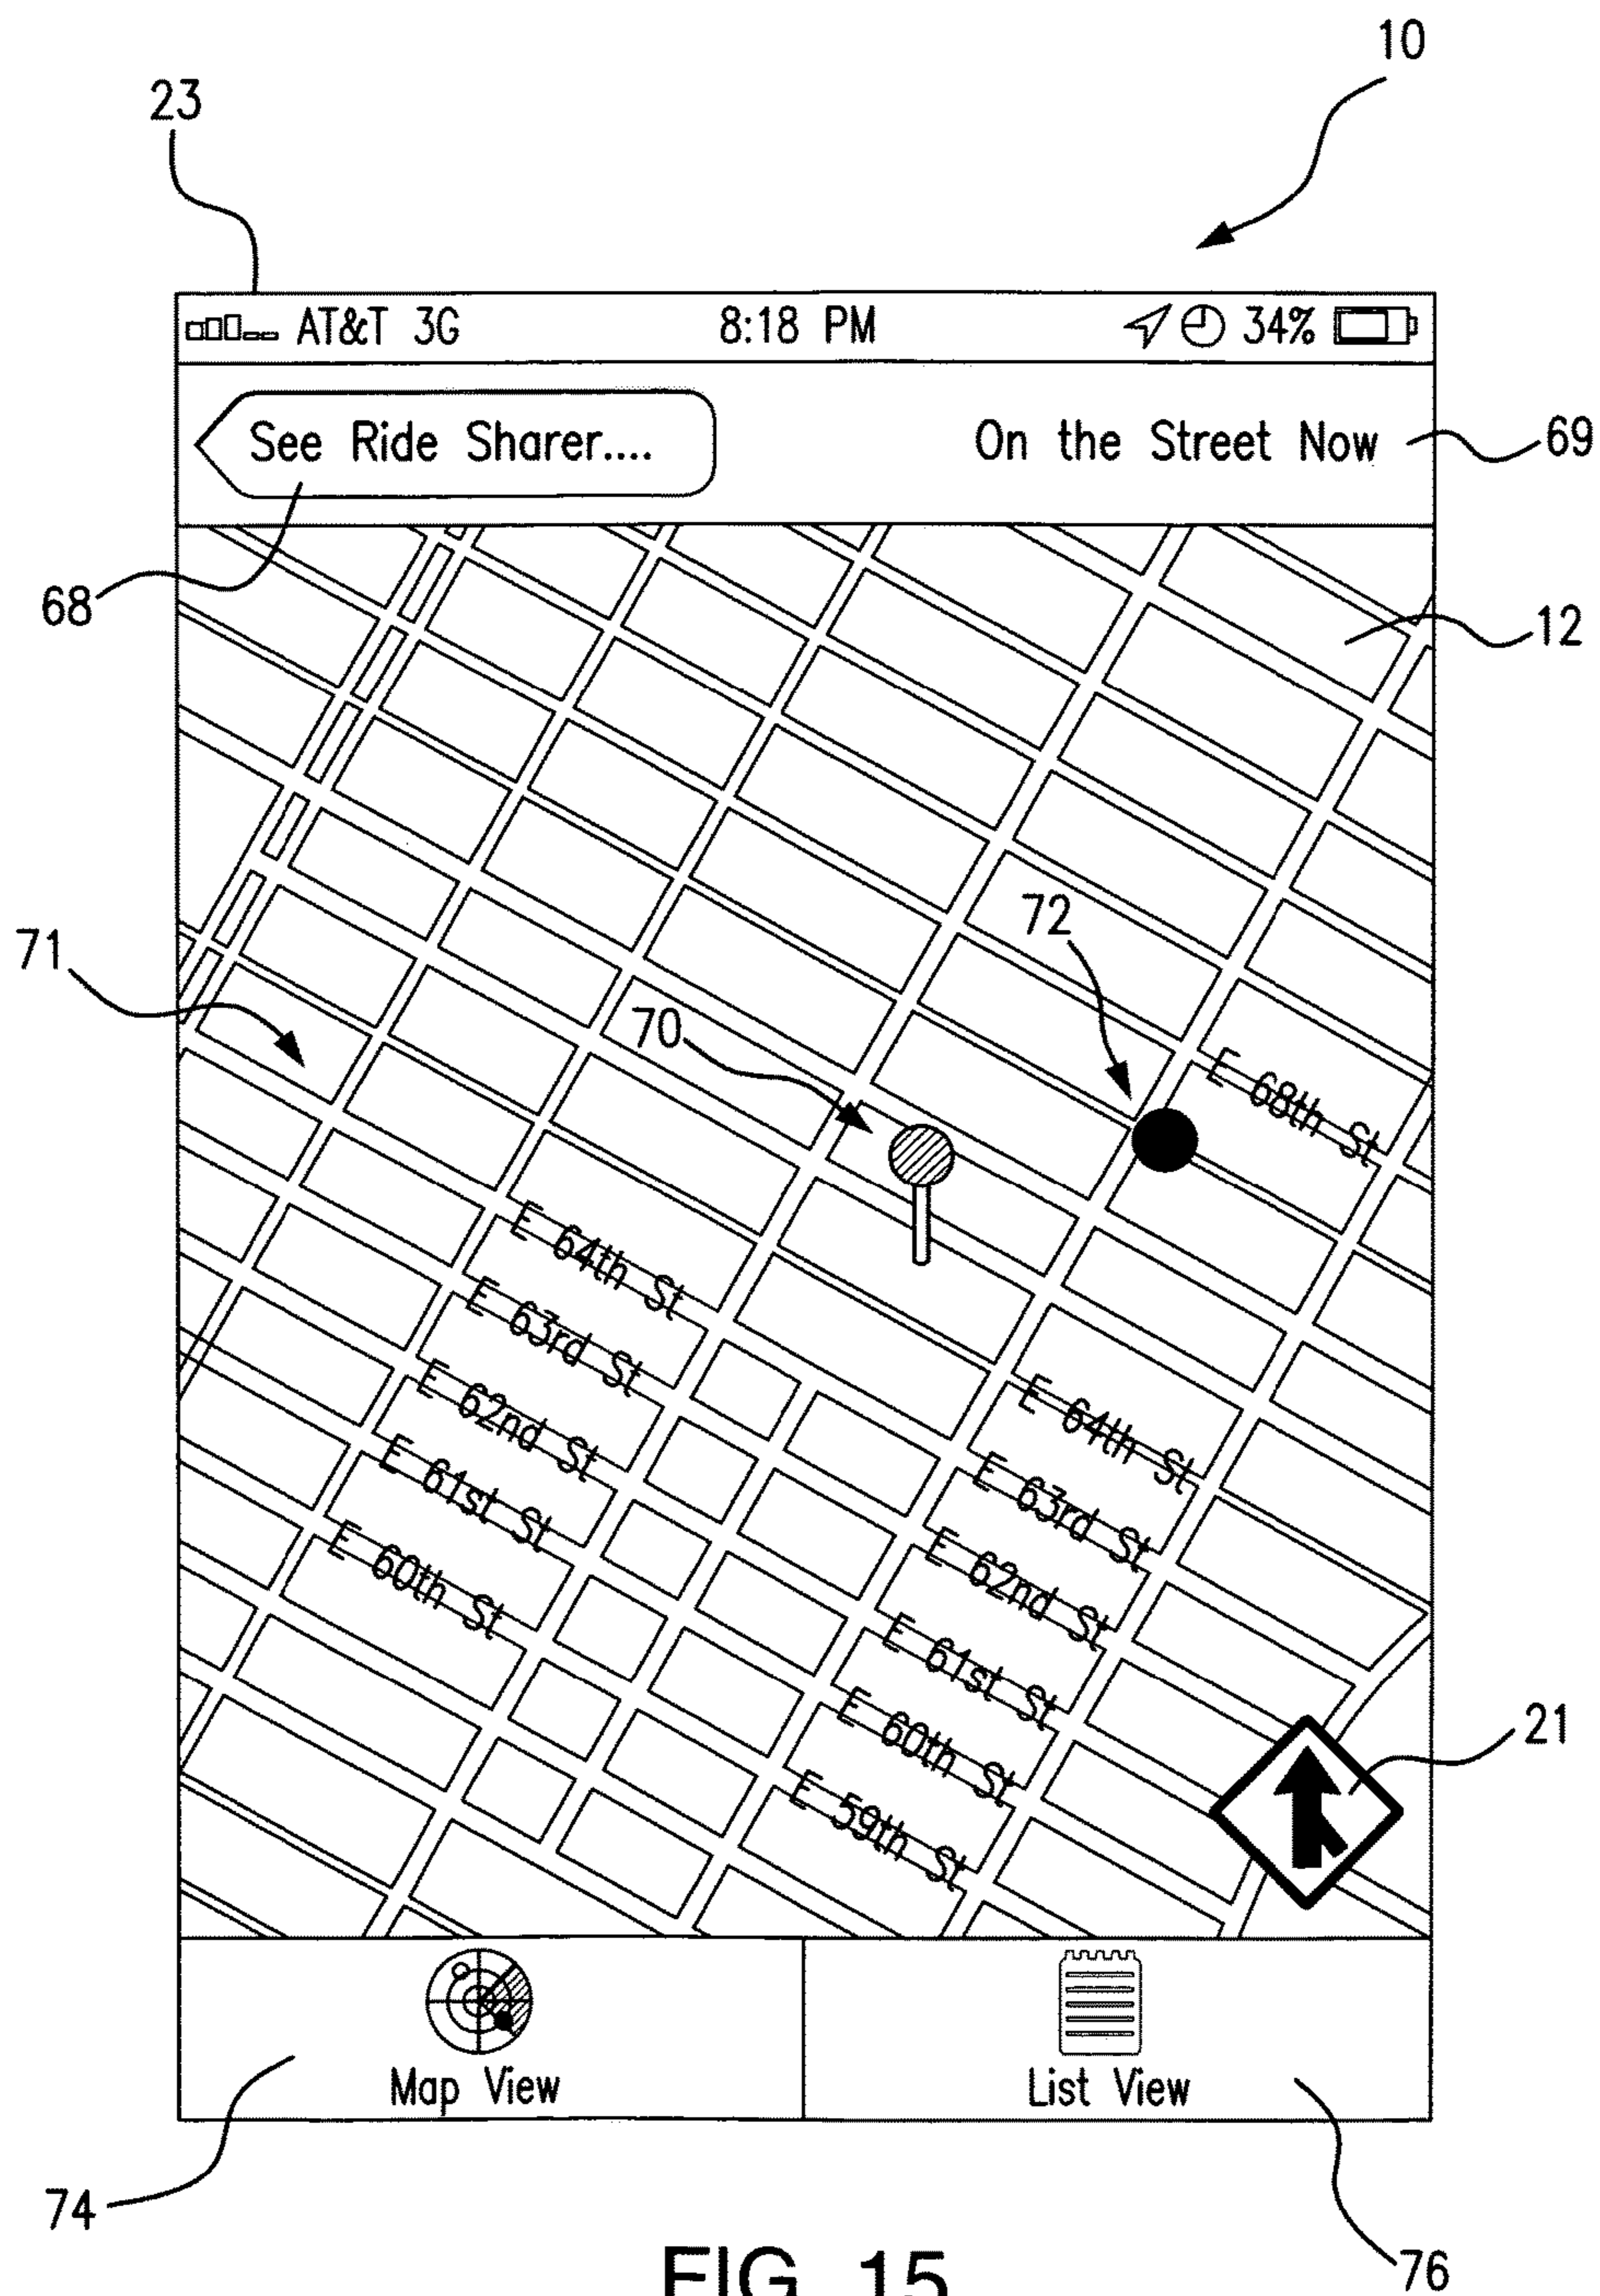 10
23
AT&T 3G 8:18 PM 34%
See Ride Sharer.... On the Street Now
69
68
12
72
71
70
E 68th St
E 64th St
E 63rd St
E 62nd St
E 61st St
E 60th St
E 64th St
E 63rd St
E 62nd St
E 61st St
E 60th St
E 59th St
21
Map View List View
74
76
FIG. 15